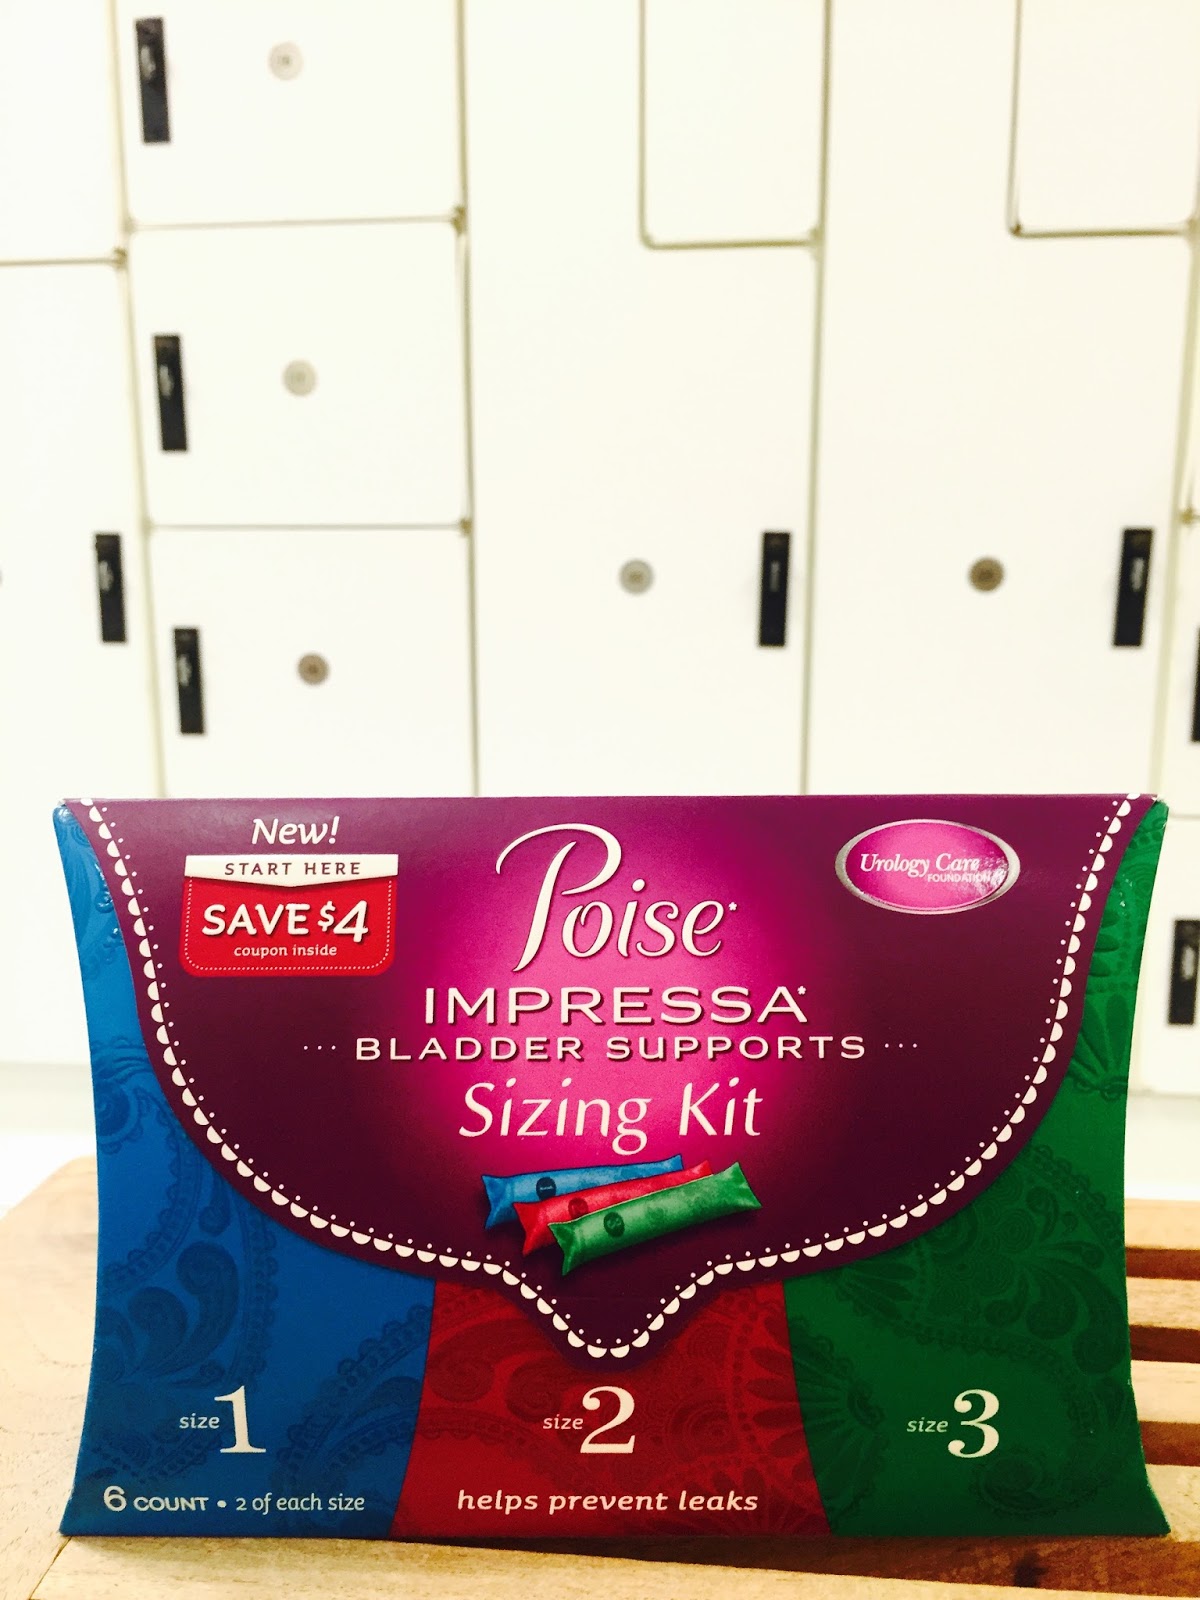 New!
START HERE
SAVE $4
coupon inside
Poise*
Urology Care
FOUNDATION
IMPRESSA*
··· BLADDER SUPPORTS ···
Sizing Kit
size 1
size 2
size 3
6 COUNT • 2 of each size
helps prevent leaks